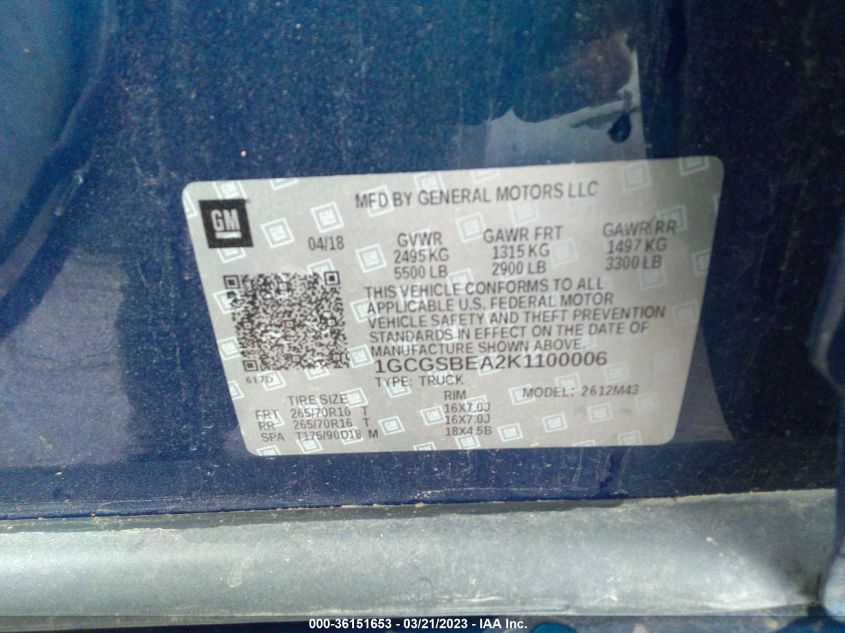 GM
MFD BY GENERAL MOTORS LLC
04/18
GVWR GAWR FRT GAWR RR
2495 KG 1315 KG 1497 KG
5500 LB 2900 LB 3300 LB
THIS VEHICLE CONFORMS TO ALL
APPLICABLE U.S. FEDERAL MOTOR
VEHICLE SAFETY AND THEFT PREVENTION
STANDARDS IN EFFECT ON THE DATE OF
MANUFACTURE SHOWN ABOVE.
1GCGSBEA2K1100006
617D
TYPE: TRUCK MODEL: 2612M43
TIRE SIZE RIM
FRT 265/70R16 T 16X7.0J
RR 265/70R16 T 16X7.0J
SPA T175/90D18 M 18X4.5B
000-36151653 - 03/21/2023 - IAA Inc.